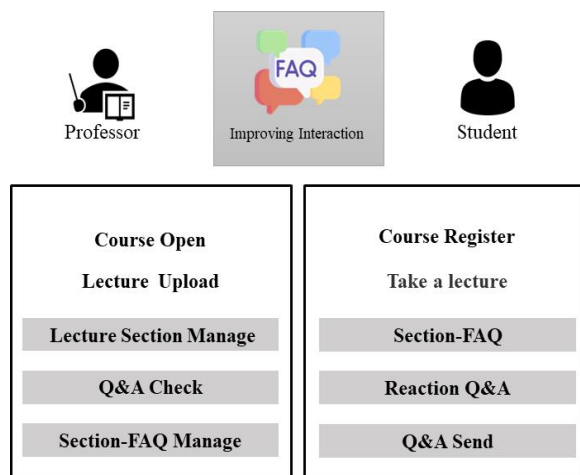 FAQ
Professor
Improving Interaction
Student
Course Open
Lecture Upload
Lecture Section Manage
Q&A Check
Section-FAQ Manage
Course Register
Take a lecture
Section-FAQ
Reaction Q&A
Q&A Send